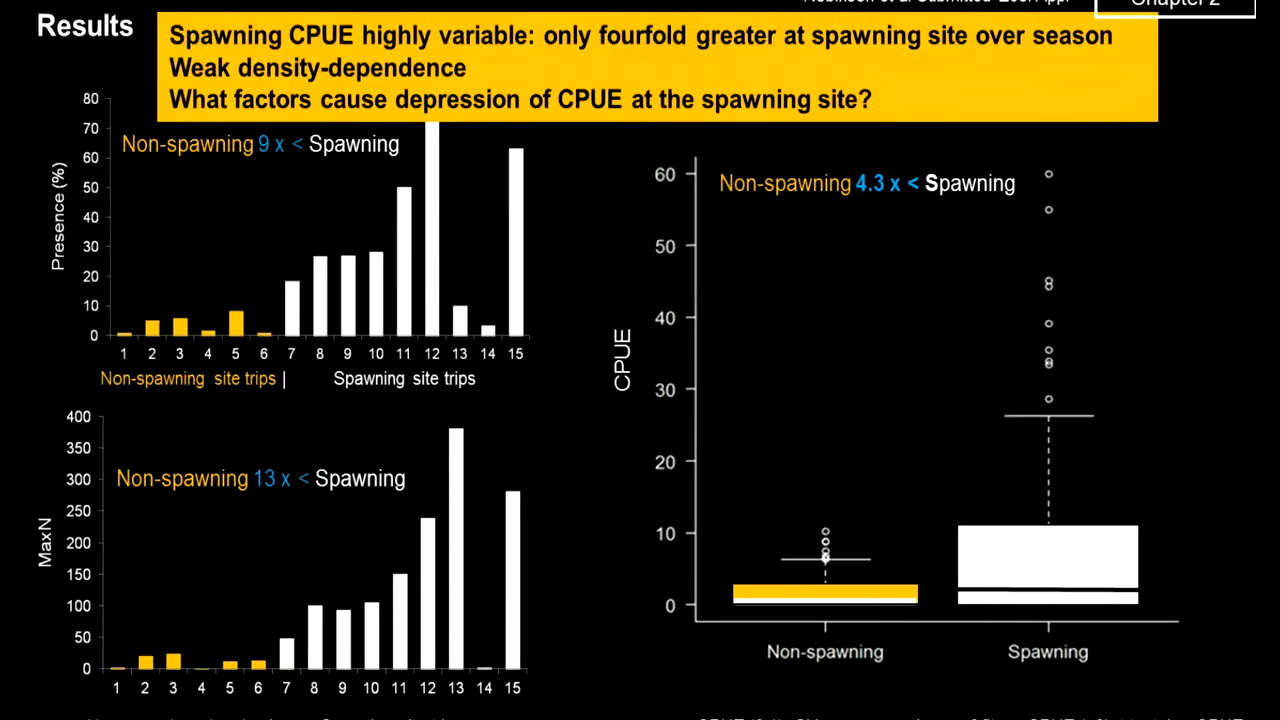 Chapter 2
Results
Spawning CPUE highly variable: only fourfold greater at spawning site over season
Weak density-dependence
What factors cause depression of CPUE at the spawning site?
Non-spawning 9 x < Spawning
Presence (%)
80
70
60
50
40
30
20
10
0
1 2 3 4 5 6 7 8 9 10 11 12 13 14 15
Non-spawning site trips | Spawning site trips
Non-spawning 13 x < Spawning
MaxN
400
350
300
250
200
150
100
50
0
1 2 3 4 5 6 7 8 9 10 11 12 13 14 15
Non-spawning 4.3 x < Spawning
CPUE
60
50
40
30
20
10
0
Non-spawning Spawning